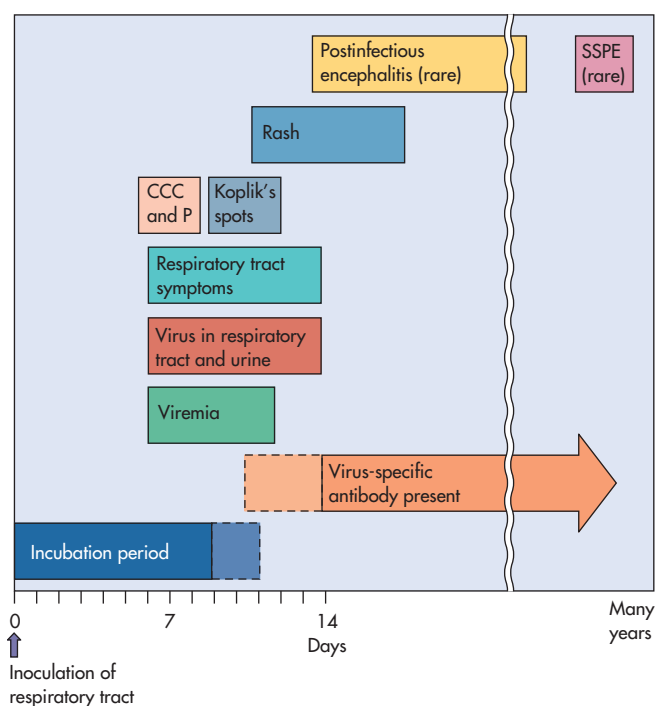 Postinfectious
encephalitis (rare)
SSPE
(rare)
Rash
CCC
and P
Koplik's
spots
Respiratory tract
symptoms
Virus in respiratory
tract and urine
Viremia
Virus-specific
antibody present
Incubation period
0
7
14
Many
years
Days
Inoculation of
respiratory tract